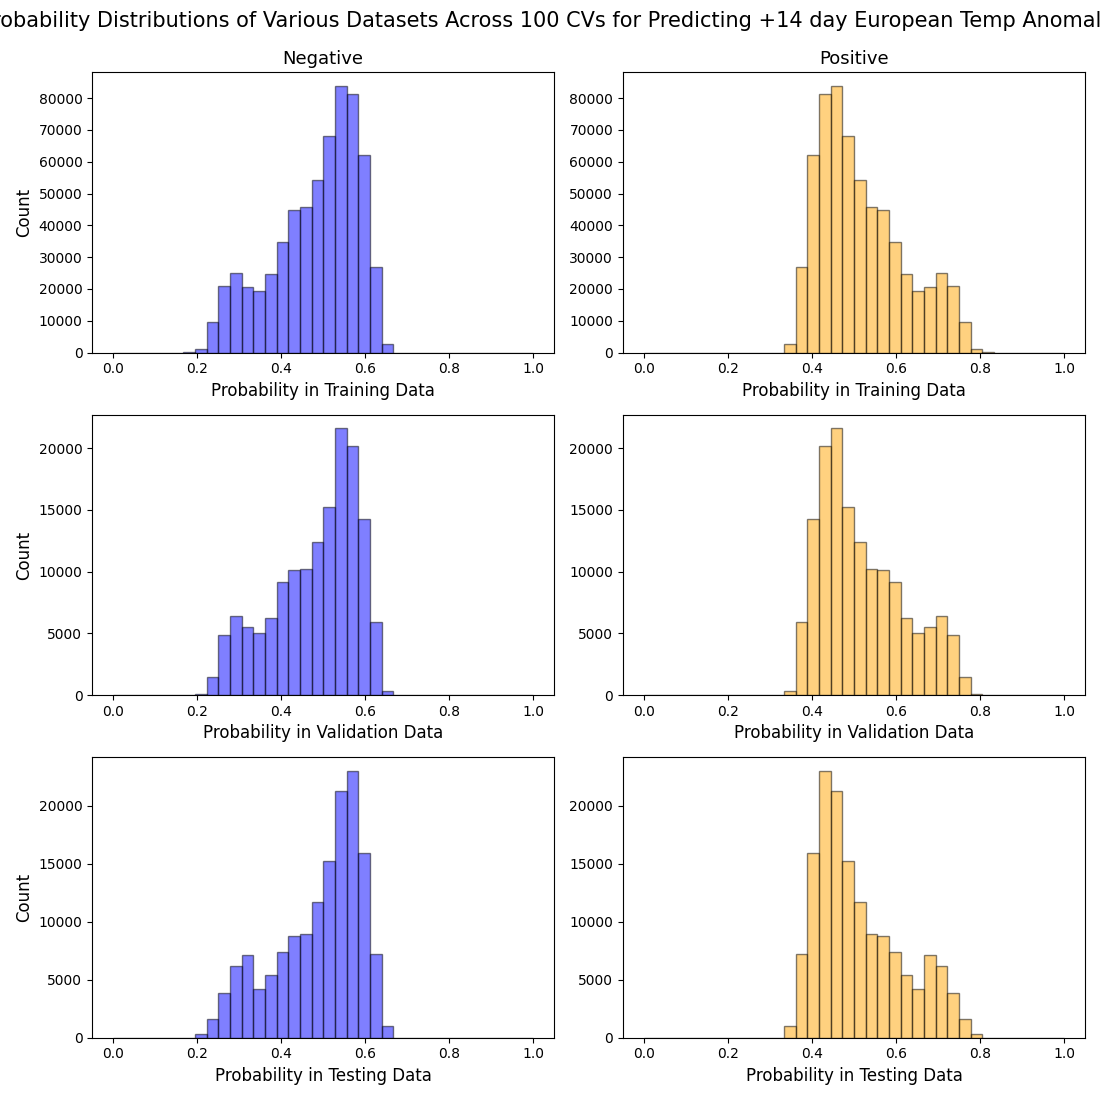 robability Distributions of Various Datasets Across 100 CVs for Predicting +14 day European Temp Anomal
Negative
Positive
80000
70000
60000
50000
40000
30000
20000
10000
0
Count
0.0 0.2 0.4 0.6 0.8 1.0
Probability in Training Data
80000
70000
60000
50000
40000
30000
20000
10000
0
0.0 0.2 0.4 0.6 0.8 1.0
Probability in Training Data
20000
15000
10000
5000
0
Count
0.0 0.2 0.4 0.6 0.8 1.0
Probability in Validation Data
20000
15000
10000
5000
0
0.0 0.2 0.4 0.6 0.8 1.0
Probability in Validation Data
20000
15000
10000
5000
0
Count
0.0 0.2 0.4 0.6 0.8 1.0
Probability in Testing Data
20000
15000
10000
5000
0
0.0 0.2 0.4 0.6 0.8 1.0
Probability in Testing Data